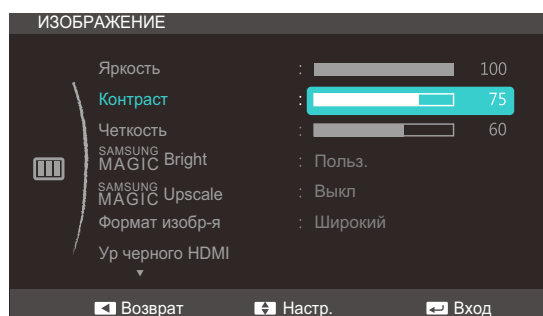 ИЗОБРАЖЕНИЕ
Яркость : 100
Контраст : 75
Четкость : 60
SAMSUNG MAGIC Bright : Польз.
SAMSUNG MAGIC Upscale : Выкл
Формат изобр-я : Широкий
Ур черного HDMI
Возврат Настр. Вход